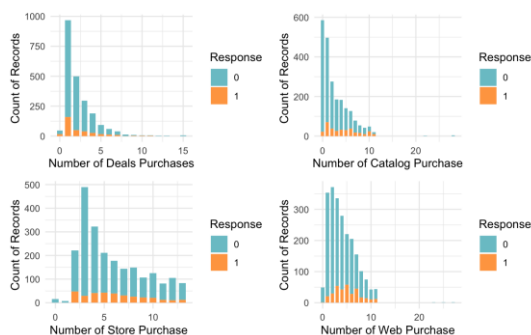 1000
750
500
250
0
Count of Records
0 5 10 15
Number of Deals Purchases
Response
0
1
600
400
200
0
Count of Records
0 10 20
Number of Catalog Purchase
Response
0
1
500
400
300
200
100
0
Count of Records
0 5 10
Number of Store Purchase
Response
0
1
300
200
100
0
Count of Records
0 10 20
Number of Web Purchase
Response
0
1